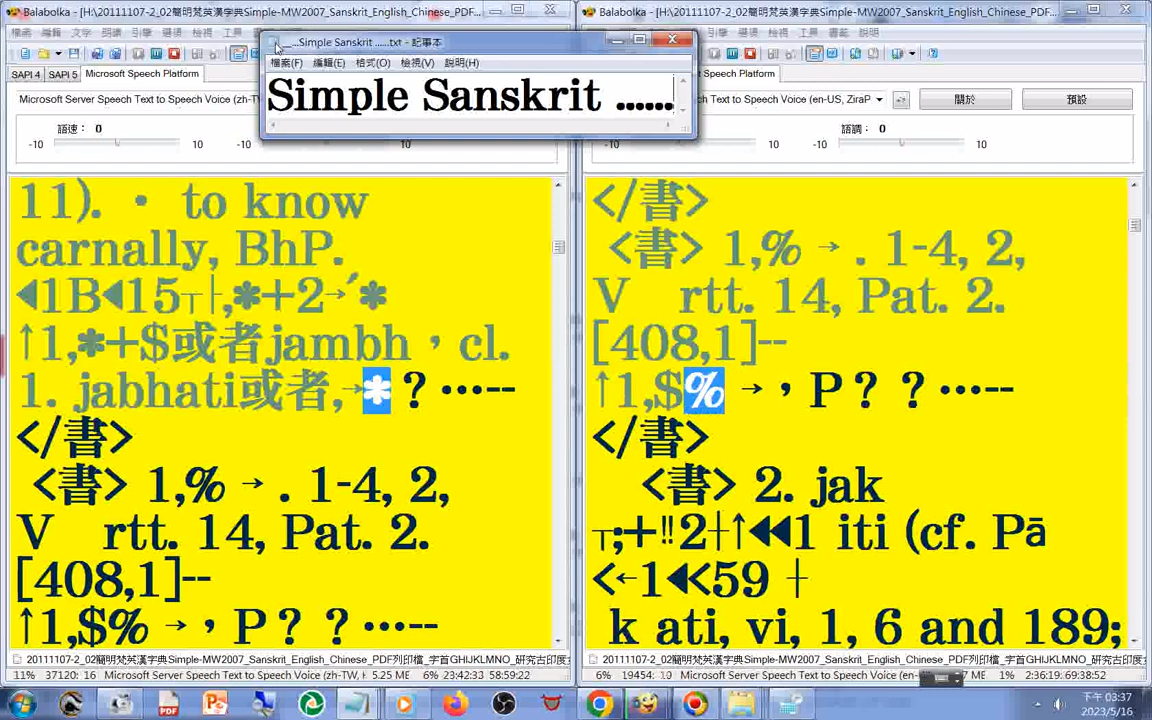 Balabolka - [H:\20111107-2_02簡明梵英漢字典Simple-MW2007_Sanskrit_English_Chinese_PDF...
Balabolka - [H:\20111107-2_02簡明梵英漢字典Simple-MW2007_Sanskrit_English_Chinese_PDF...
...Simple Sanskrit ......txt - 記事本
檔案(F) 編輯(E) 格式(O) 檢視(V) 說明(H)
Simple Sanskrit ......
SAPI 4 SAPI 5 Microsoft Speech Platform
Speech Platform
Microsoft Server Speech Text to Speech Voice (zh-TW
Microsoft Server Speech Text to Speech Voice (en-US, ZiraP
關於
預設
語速： 0
-10 10 10
語調： 0
-10 10 -10 10
11). · to know
carnally, BhP.
◄1B◄15┬├,✽+2→´✽
↑1,✽+$或者jambh，cl.
1. jabhati或者,→✽？…--
</書>
<書> 1,%→. 1-4, 2,
V rtt. 14, Pat. 2.
[408,1]--
↑1,$%→，P？？…--
</書>
<書> 1,%→. 1-4, 2,
V rtt. 14, Pat. 2.
[408,1]--
↑1,$%→，P？？…--
</書>
<書> 2. jak
┬;+‼2┼↑◄◄1 iti (cf. Pā
<←1◄<59 ┼
k ati, vi, 1, 6 and 189;
20111107-2_02簡明梵英漢字典Simple-MW2007_Sanskrit_English_Chinese_PDF列印檔_字首GHIJKLMNO_研究古印度
20111107-2_02簡明梵英漢字典Simple-MW2007_Sanskrit_English_Chinese_PDF列印檔_字首GHIJKLMNO_研究古印度
11% 37120: 16 Microsoft Server Speech Text to Speech Voice (zh-TW, 5.25 ME 6% 23:42:33 58:59:22
6% 19454: 10 Microsoft Server Speech Text to Speech Voice (en-US, 1% 2:36:19:69:38:52
下午 03:37
2023/5/16